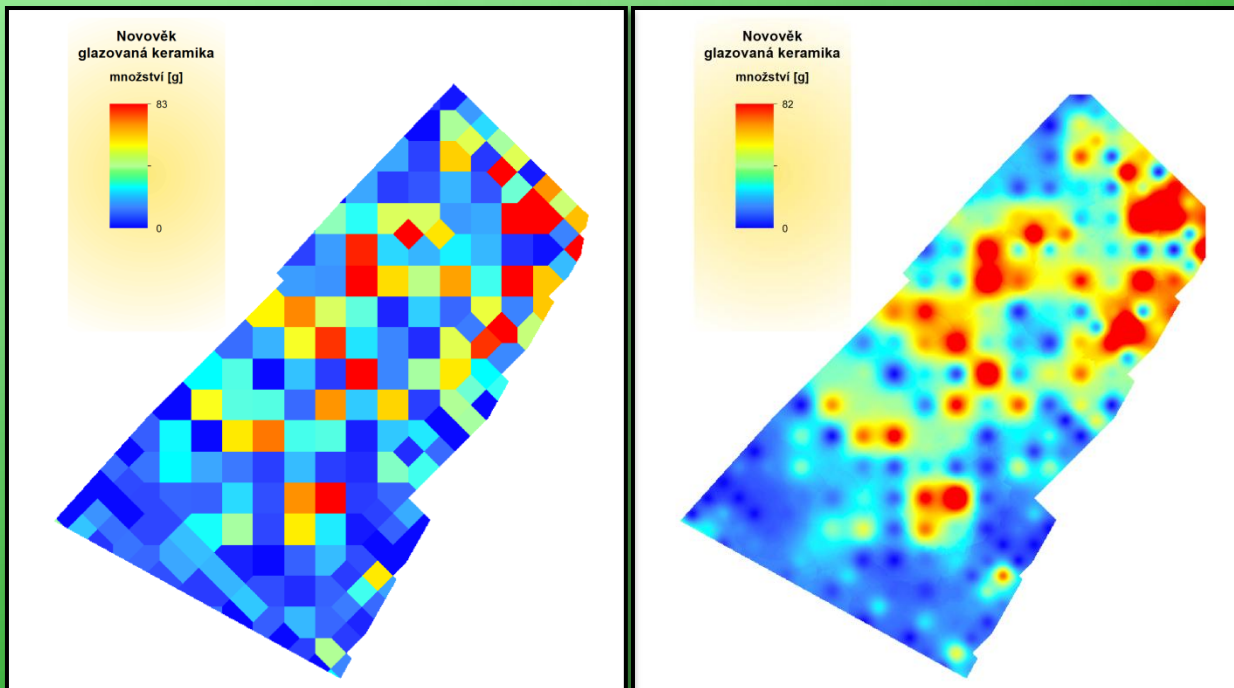 Novověk
glazovaná keramika
množství [g]
83
0
Novověk
glazovaná keramika
množství [g]
82
0